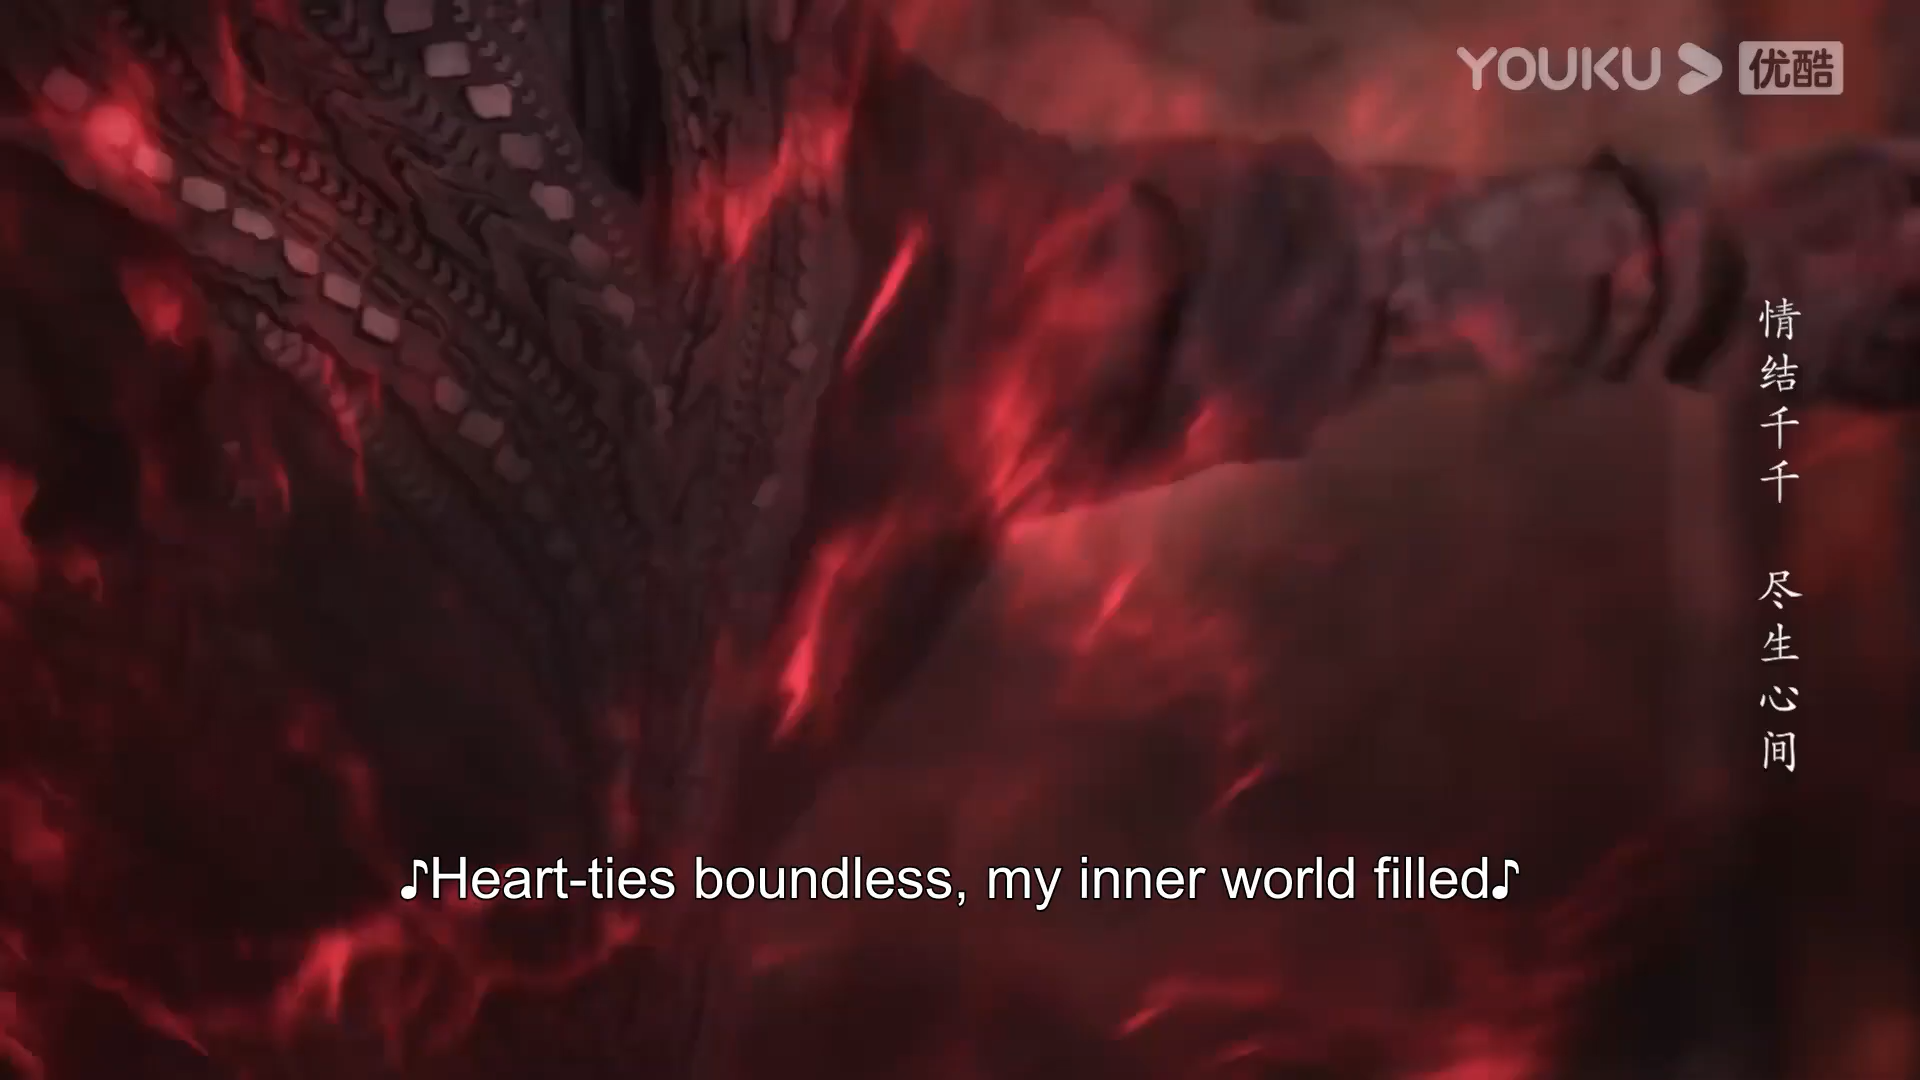 YOUKU 优酷
情结千千 尽生心间
♪Heart-ties boundless, my inner world filled♪